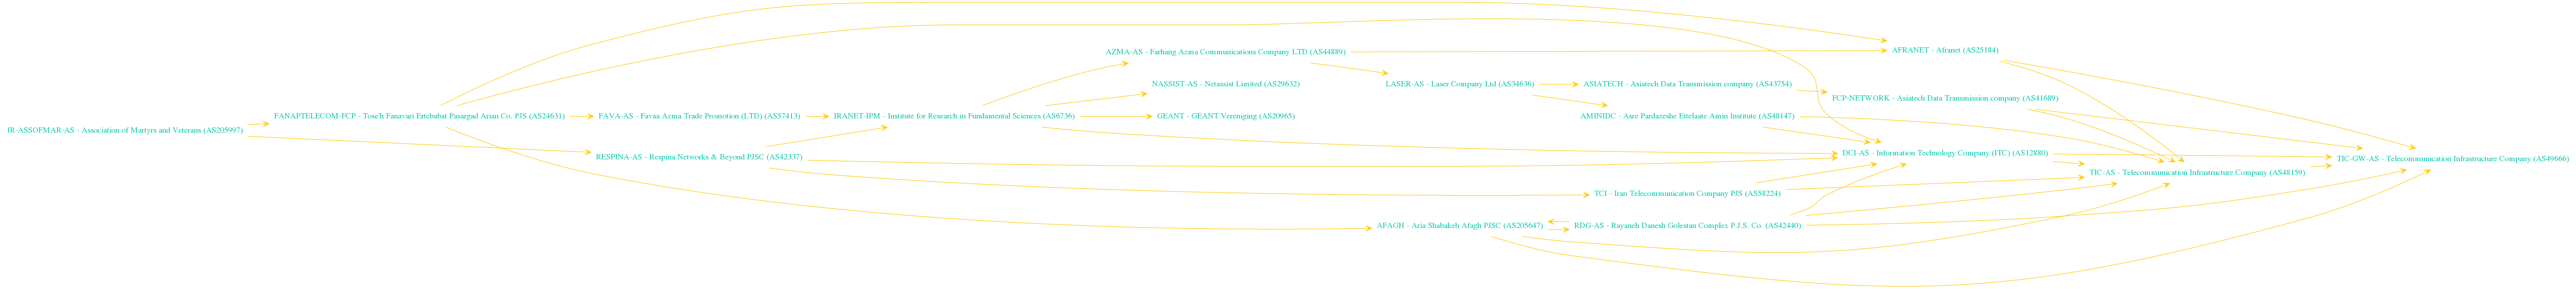 IR-ASSOFMAR-AS - Association of Martyrs and Veterans (AS205997)
FANAPTELECOM-FCP - Tose'h Fanavari Ertebabat Pasargad Arian Co. PJS (AS24631)
FAVA-AS - Favaa Azma Trade Promotion (LTD) (AS57413)
RESPINA-AS - Respina Networks & Beyond PJSC (AS42337)
IRANET-IPM - Institute for Research in Fundamental Sciences (AS6736)
AZMA-AS - Farhang Azma Communications Company LTD (AS44889)
NASSIST-AS - Netassist Limited (AS29632)
GEANT - GEANT Vereniging (AS20965)
LASER-AS - Laser Company Ltd (AS34636)
AFAGH - Aria Shabakeh Afagh PJSC (AS205647)
ASIATECH - Asiatech Data Transmission company (AS43754)
AMINIDC - Asre Pardazeshe Ettelaate Amin Institute (AS48147)
TCI - Iran Telecommunication Company PJS (AS58224)
RDG-AS - Rayaneh Danesh Golestan Complex P.J.S. Co. (AS42440)
AFRANET - Afranet (AS25184)
FCP-NETWORK - Asiatech Data Transmission company (AS41689)
DCI-AS - Information Technology Company (ITC) (AS12880)
TIC-AS - Telecommunication Infrastructure Company (AS48159)
TIC-GW-AS - Telecommunication Infrastructure Company (AS49666)